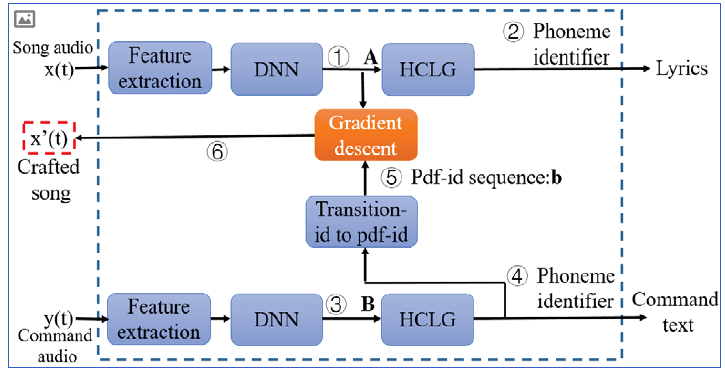 Song audio
x(t)
Feature
extraction
DNN
① A
HCLG
② Phoneme
identifier
Lyrics
x’(t)
Crafted
song
⑥
Gradient
descent
⑤ Pdf-id sequence:b
Transition-
id to pdf-id
y(t)
Command
audio
Feature
extraction
DNN
③ B
HCLG
④ Phoneme
identifier
Command
text